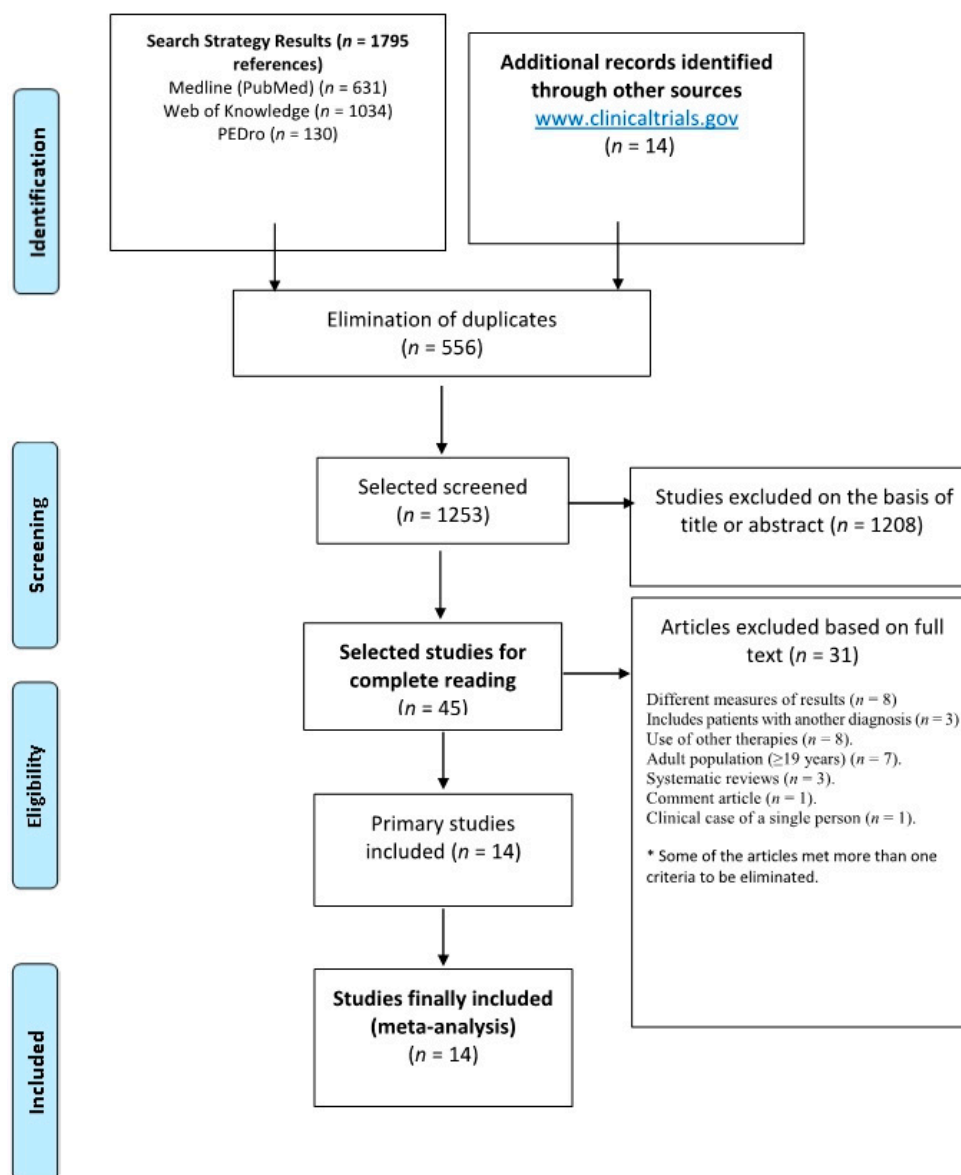 Search Strategy Results (n = 1795
references)
Medline (PubMed) (n = 631)
Web of Knowledge (n = 1034)
PEDro (n = 130)
Additional records identified
through other sources
www.clinicaltrials.gov
(n = 14)
Identification
Elimination of duplicates
(n = 556)
Screening
Selected screened
(n = 1253)
Studies excluded on the basis of
title or abstract (n = 1208)
Selected studies for
complete reading
(n = 45)
Articles excluded based on full
text (n = 31)
Different measures of results (n = 8)
Includes patients with another diagnosis (n = 3)
Use of other therapies (n = 8).
Adult population (≥19 years) (n = 7).
Systematic reviews (n = 3).
Comment article (n = 1).
Clinical case of a single person (n = 1).
* Some of the articles met more than one
criteria to be eliminated.
Eligibility
Primary studies
included (n = 14)
Included
Studies finally included
(meta-analysis)
(n = 14)